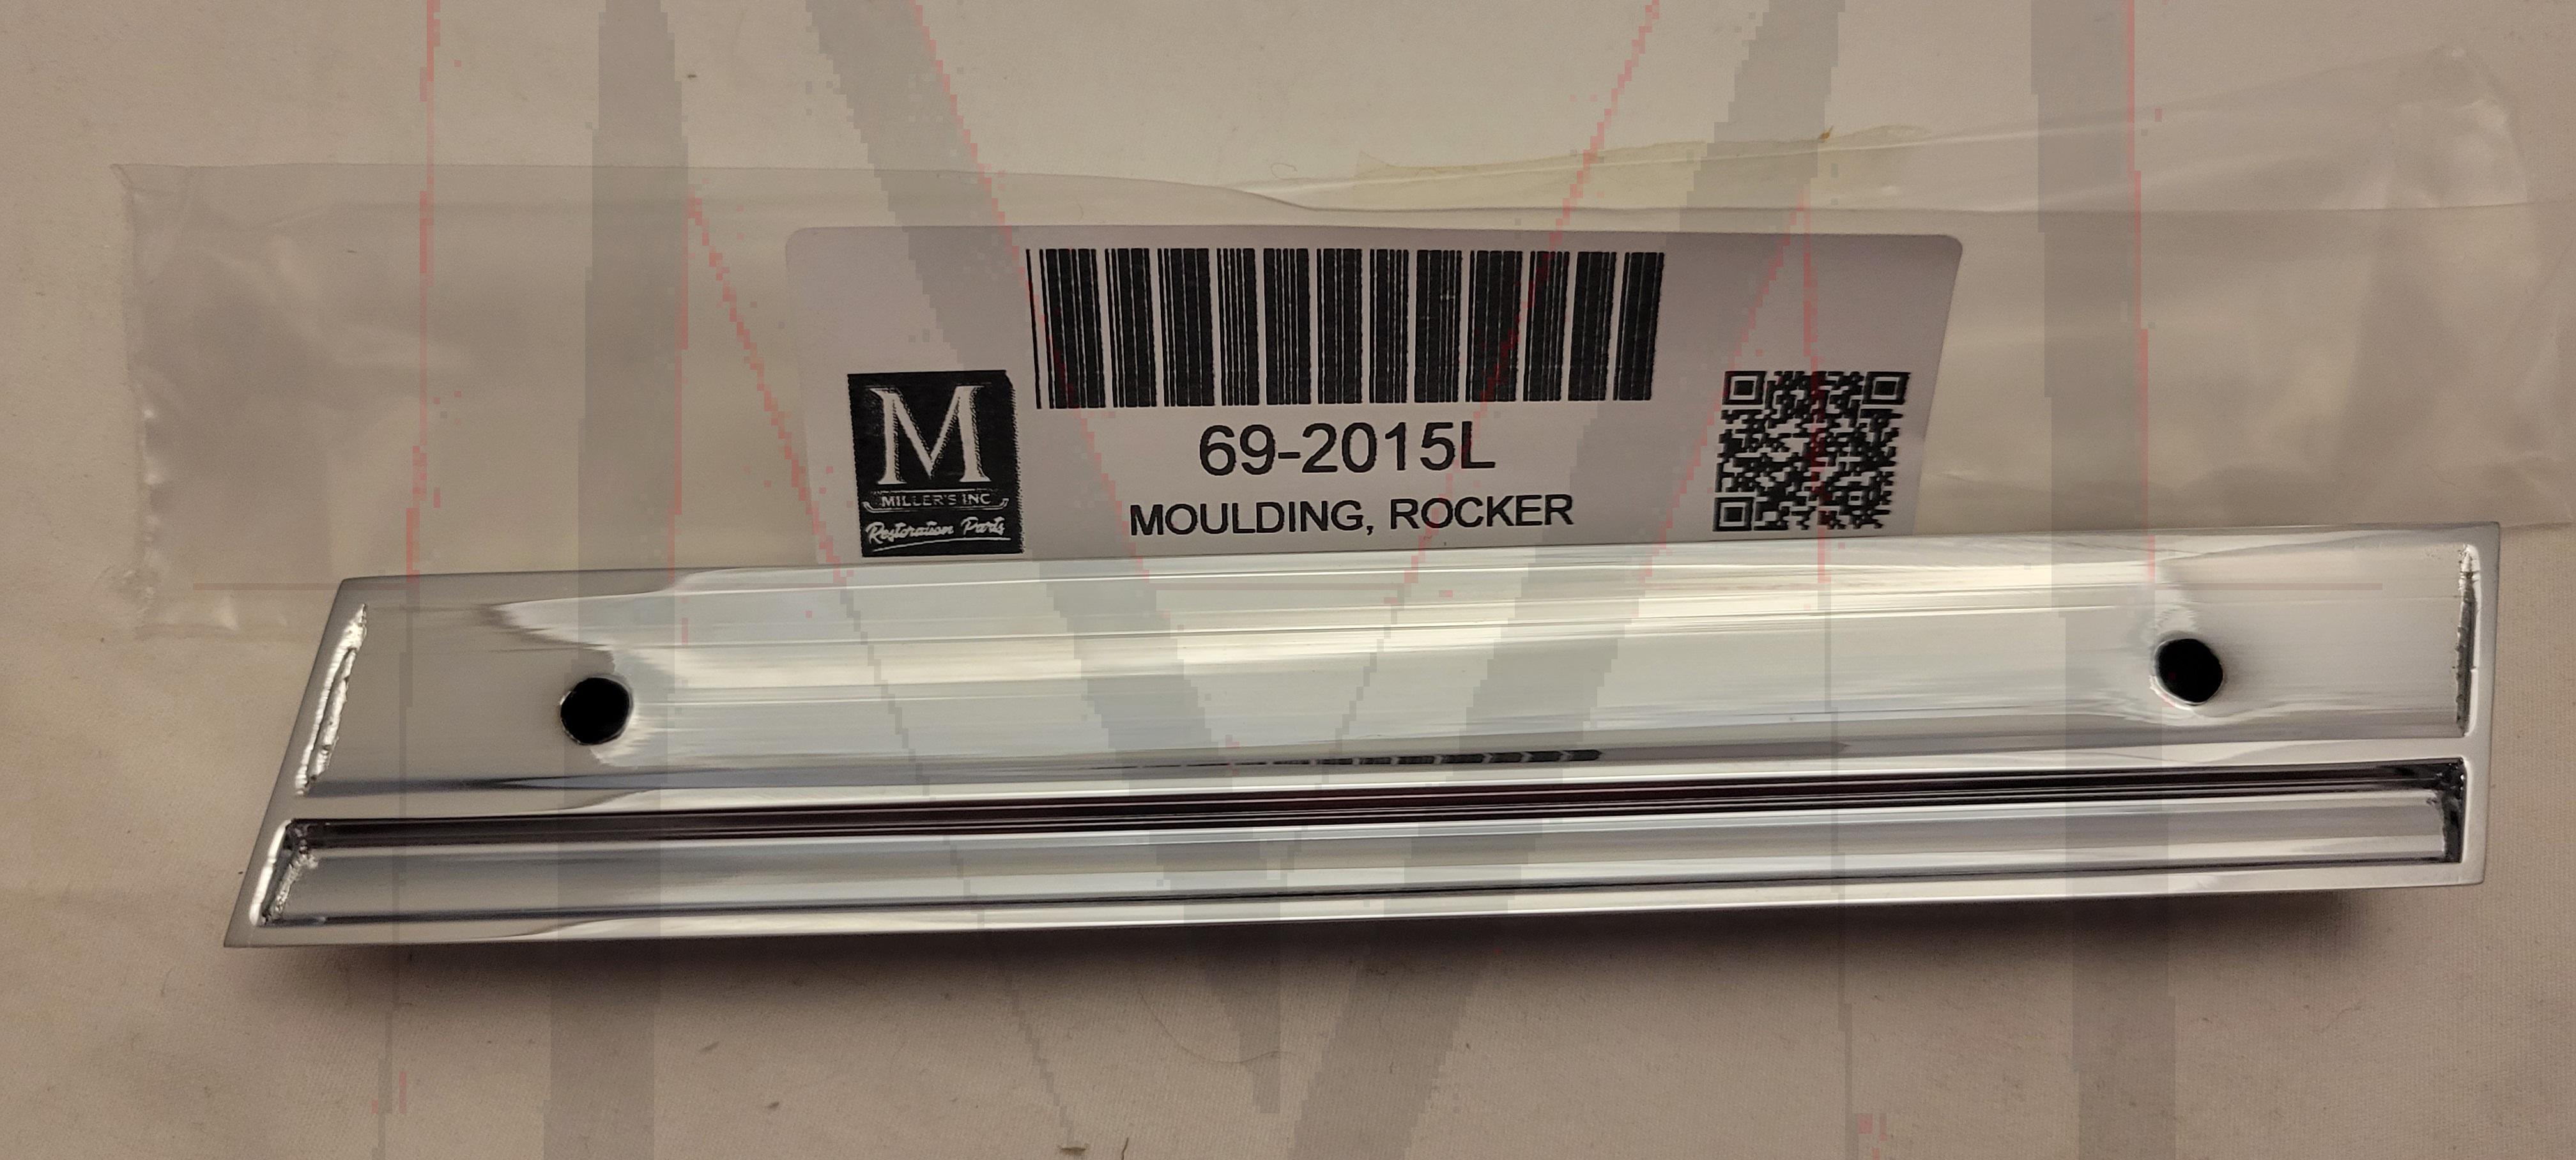 69-2015L
MOULDING, ROCKER
M
MILLER'S INC
Restoration Parts